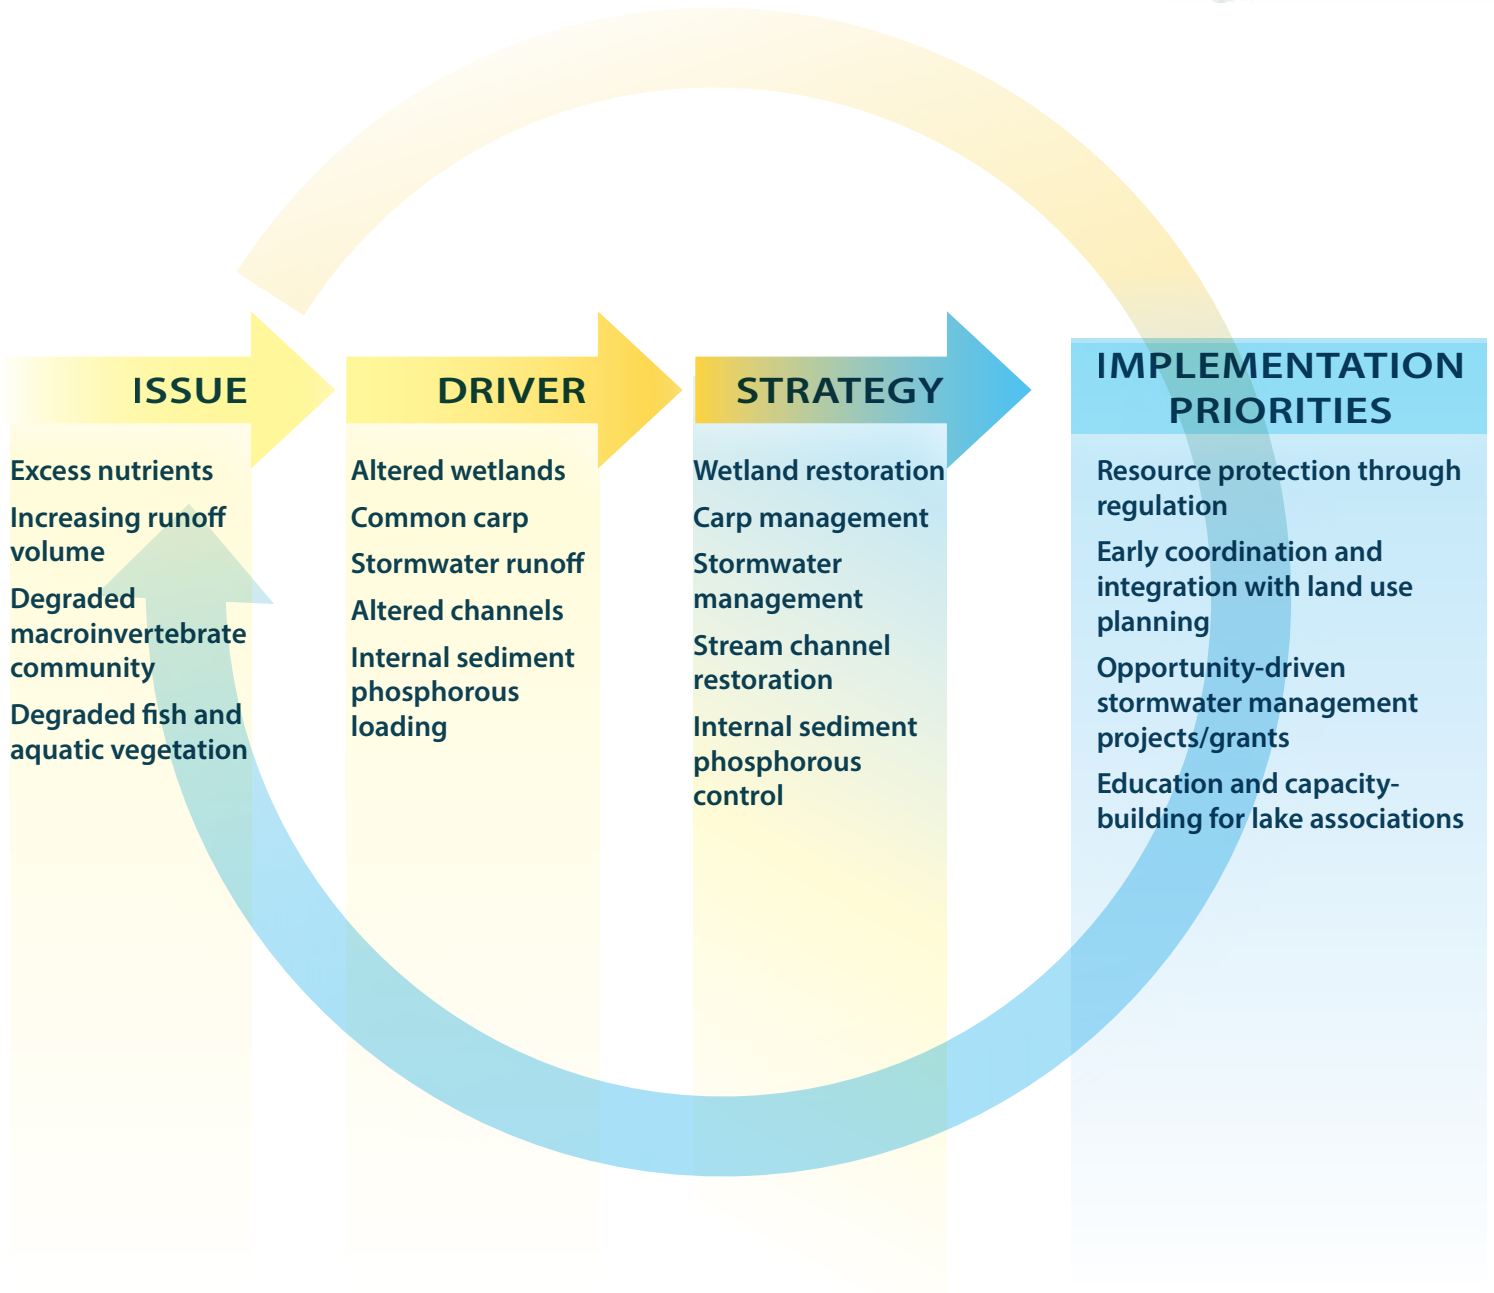 ISSUE
Excess nutrients
Increasing runoff
volume
Degraded
macroinvertebrate
community
Degraded fish and
aquatic vegetation
DRIVER
Altered wetlands
Common carp
Stormwater runoff
Altered channels
Internal sediment
phosphorous
loading
STRATEGY
Wetland restoration
Carp management
Stormwater
management
Stream channel
restoration
Internal sediment
phosphorous
control
IMPLEMENTATION
PRIORITIES
Resource protection through
regulation
Early coordination and
integration with land use
planning
Opportunity-driven
stormwater management
projects/grants
Education and capacity-
building for lake associations